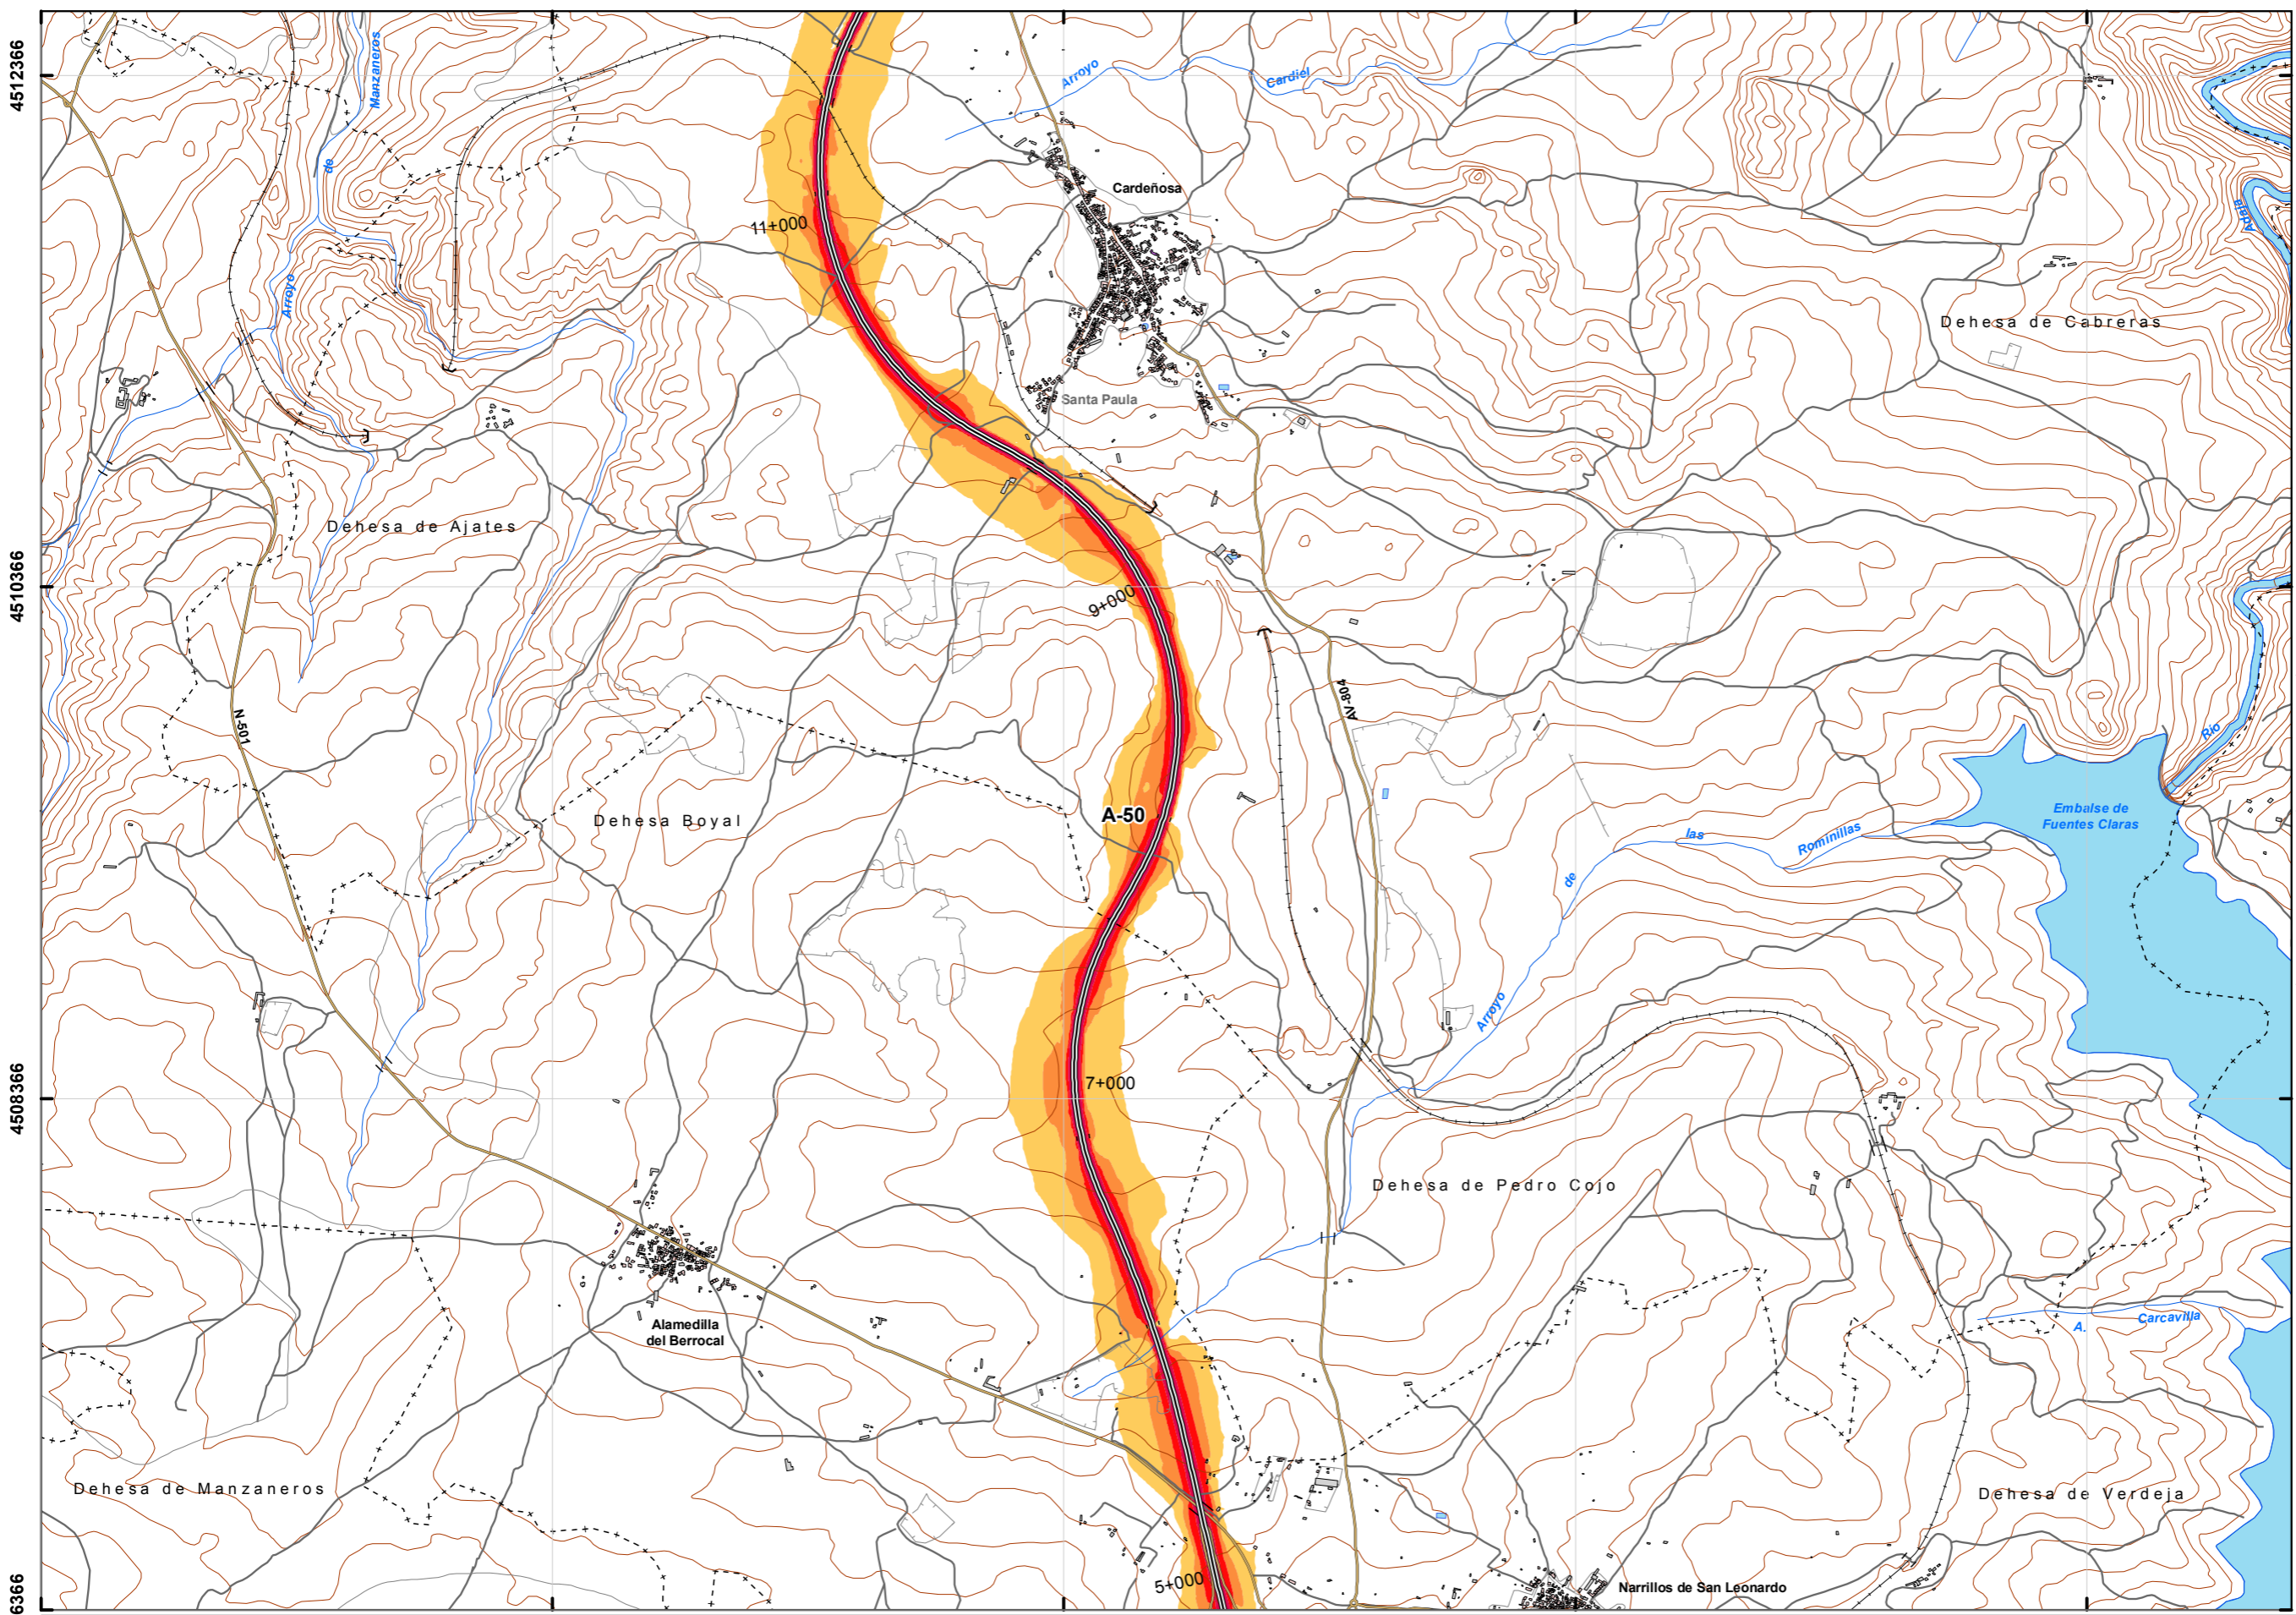 4512366
4510366
4508366
6366
Manzaneros
de
Arroyo
Arroyo
Cardiel
Cardeñosa
11+000
Santa Paula
Adaja
Dehesa de Cabreras
Dehesa de Ajates
9+000
N-501
AV-804
Río
Dehesa Boyal
A-50
Embalse de
Fuentes Claras
Arroyo
de
las
Rominillas
7+000
Dehesa de Pedro Cojo
Alamedilla
del Berrocal
A.
Carcavilla
Dehesa de Manzaneros
Dehesa de Verdeja
5+000
Narrillos de San Leonardo